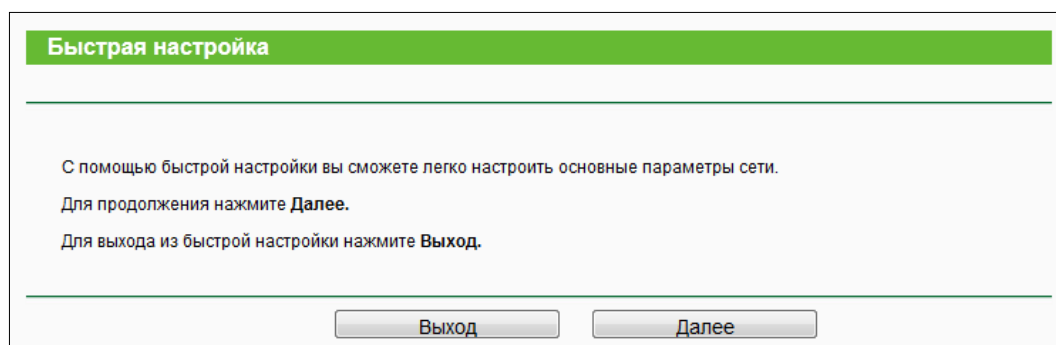 Быстрая настройка
С помощью быстрой настройки вы сможете легко настроить основные параметры сети.
Для продолжения нажмите Далее.
Для выхода из быстрой настройки нажмите Выход.
Выход Далее